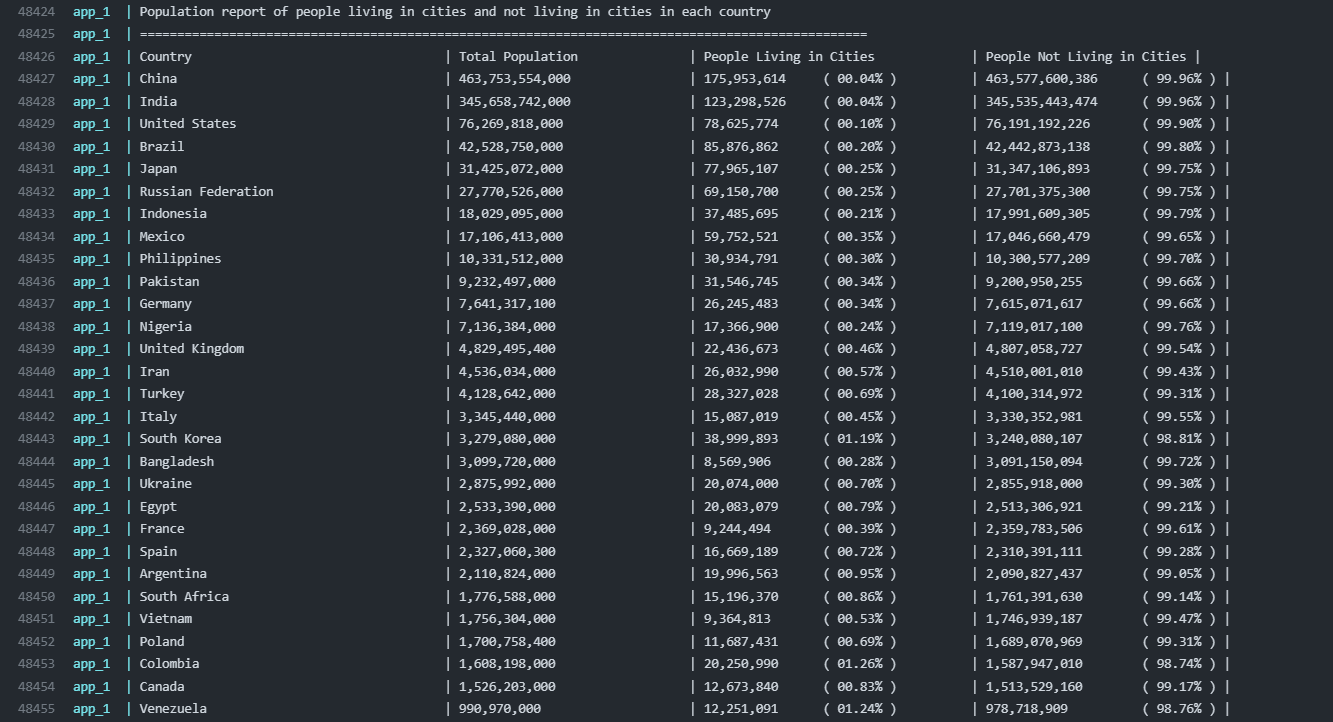 48424 app_1 | Population report of people living in cities and not living in cities in each country
48425 app_1 | ==================================================================================================
48426 app_1 | Country | Total Population | People Living in Cities | People Not Living in Cities |
48427 app_1 | China | 463,753,554,000 | 175,953,614 ( 00.04% ) | 463,577,600,386 ( 99.96% ) |
48428 app_1 | India | 345,658,742,000 | 123,298,526 ( 00.04% ) | 345,535,443,474 ( 99.96% ) |
48429 app_1 | United States | 76,269,818,000 | 78,625,774 ( 00.10% ) | 76,191,192,226 ( 99.90% ) |
48430 app_1 | Brazil | 42,528,750,000 | 85,876,862 ( 00.20% ) | 42,442,873,138 ( 99.80% ) |
48431 app_1 | Japan | 31,425,072,000 | 77,965,107 ( 00.25% ) | 31,347,106,893 ( 99.75% ) |
48432 app_1 | Russian Federation | 27,770,526,000 | 69,150,700 ( 00.25% ) | 27,701,375,300 ( 99.75% ) |
48433 app_1 | Indonesia | 18,029,095,000 | 37,485,695 ( 00.21% ) | 17,991,609,305 ( 99.79% ) |
48434 app_1 | Mexico | 17,106,413,000 | 59,752,521 ( 00.35% ) | 17,046,660,479 ( 99.65% ) |
48435 app_1 | Philippines | 10,331,512,000 | 30,934,791 ( 00.30% ) | 10,300,577,209 ( 99.70% ) |
48436 app_1 | Pakistan | 9,232,497,000 | 31,546,745 ( 00.34% ) | 9,200,950,255 ( 99.66% ) |
48437 app_1 | Germany | 7,641,317,100 | 26,245,483 ( 00.34% ) | 7,615,071,617 ( 99.66% ) |
48438 app_1 | Nigeria | 7,136,384,000 | 17,366,900 ( 00.24% ) | 7,119,017,100 ( 99.76% ) |
48439 app_1 | United Kingdom | 4,829,495,400 | 22,436,673 ( 00.46% ) | 4,807,058,727 ( 99.54% ) |
48440 app_1 | Iran | 4,536,034,000 | 26,032,990 ( 00.57% ) | 4,510,001,010 ( 99.43% ) |
48441 app_1 | Turkey | 4,128,642,000 | 28,327,028 ( 00.69% ) | 4,100,314,972 ( 99.31% ) |
48442 app_1 | Italy | 3,345,440,000 | 15,087,019 ( 00.45% ) | 3,330,352,981 ( 99.55% ) |
48443 app_1 | South Korea | 3,279,080,000 | 38,999,893 ( 01.19% ) | 3,240,080,107 ( 98.81% ) |
48444 app_1 | Bangladesh | 3,099,720,000 | 8,569,906 ( 00.28% ) | 3,091,150,094 ( 99.72% ) |
48445 app_1 | Ukraine | 2,875,992,000 | 20,074,000 ( 00.70% ) | 2,855,918,000 ( 99.30% ) |
48446 app_1 | Egypt | 2,533,390,000 | 20,083,079 ( 00.79% ) | 2,513,306,921 ( 99.21% ) |
48447 app_1 | France | 2,369,028,000 | 9,244,494 ( 00.39% ) | 2,359,783,506 ( 99.61% ) |
48448 app_1 | Spain | 2,327,060,300 | 16,669,189 ( 00.72% ) | 2,310,391,111 ( 99.28% ) |
48449 app_1 | Argentina | 2,110,824,000 | 19,996,563 ( 00.95% ) | 2,090,827,437 ( 99.05% ) |
48450 app_1 | South Africa | 1,776,588,000 | 15,196,370 ( 00.86% ) | 1,761,391,630 ( 99.14% ) |
48451 app_1 | Vietnam | 1,756,304,000 | 9,364,813 ( 00.53% ) | 1,746,939,187 ( 99.47% ) |
48452 app_1 | Poland | 1,700,758,400 | 11,687,431 ( 00.69% ) | 1,689,070,969 ( 99.31% ) |
48453 app_1 | Colombia | 1,608,198,000 | 20,250,990 ( 01.26% ) | 1,587,947,010 ( 98.74% ) |
48454 app_1 | Canada | 1,526,203,000 | 12,673,840 ( 00.83% ) | 1,513,529,160 ( 99.17% ) |
48455 app_1 | Venezuela | 990,970,000 | 12,251,091 ( 01.24% ) | 978,718,909 ( 98.76% ) |